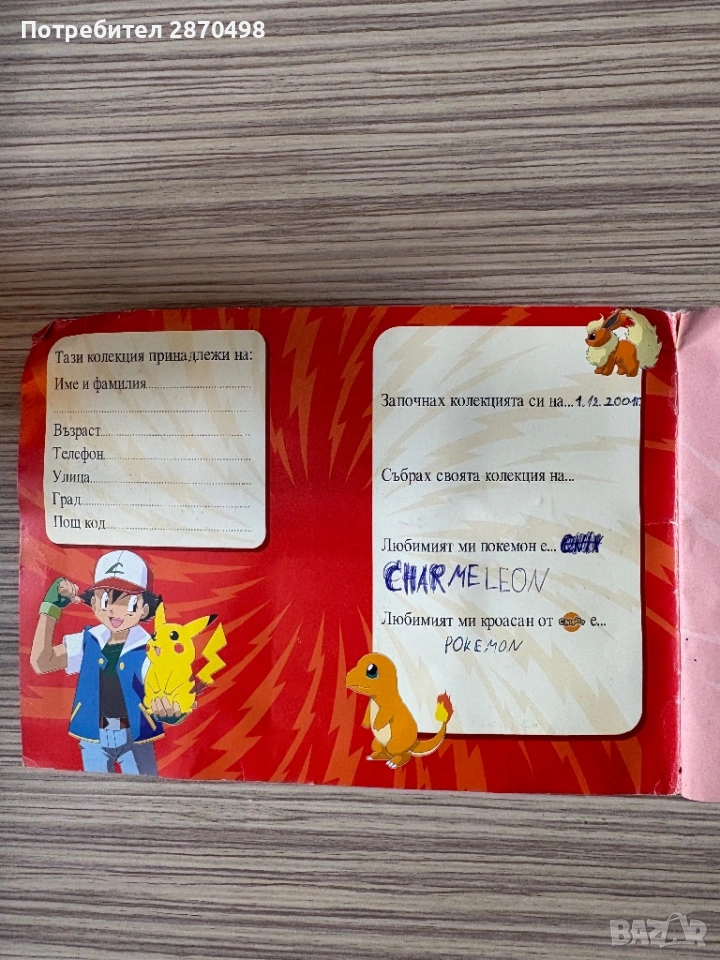 Потребител 2870498
Тази колекция принадлежи на:
Име и фамилия
Възраст
Телефон
Улица
Град
Пощ код
Започнах колекцията си на...1.12.2001г
Събрах своята колекция на...
Любимият ми покемон е...
CHARMELEON
Любимият ми кроасан от е...
POKEMON
BAZAR